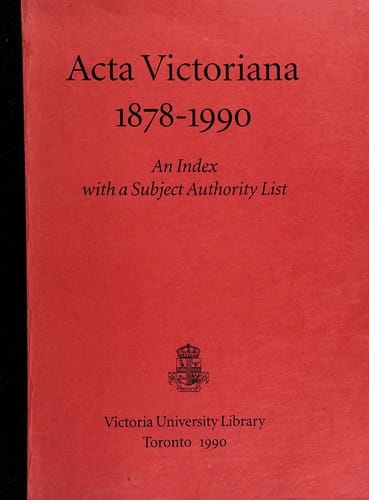 Acta Victoriana
1878-1990
An Index
with a Subject Authority List
Victoria University Library
Toronto 1990